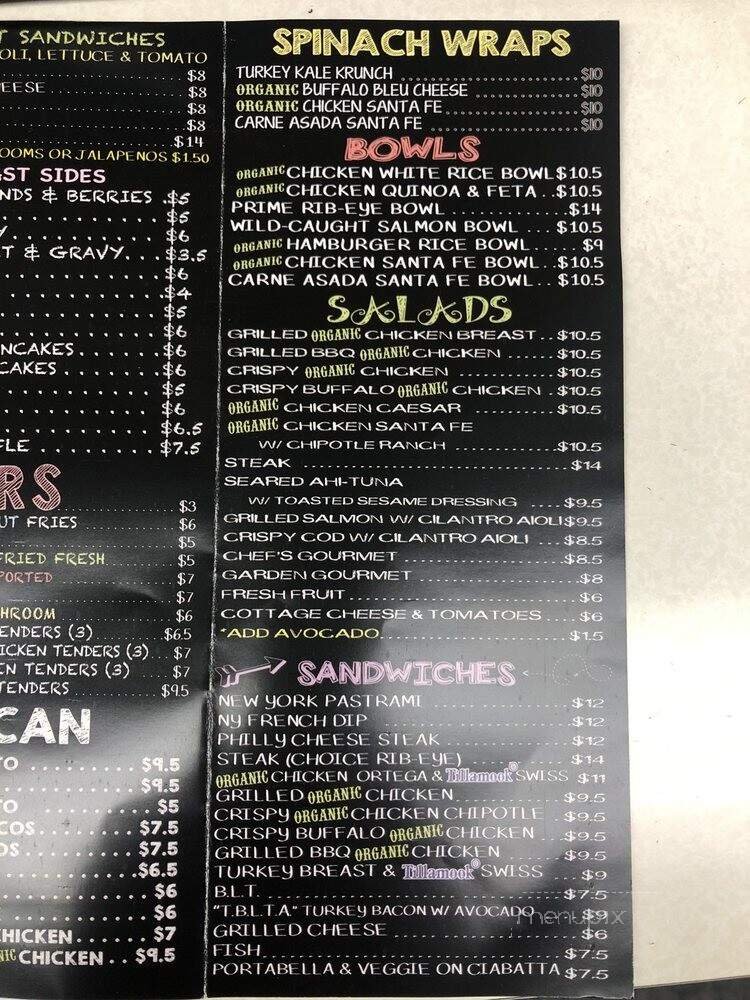 T SANDWICHES
OLI, LETTUCE & TOMATO
$8
EESE $8
$8
$8
$14
OOMS OR JALAPENOS $1.50
ST SIDES
NDS & BERRIES . $5
$5
Y $6
T & GRAVY... $3.5
$6
$4
$5
$6
NCAKES $6
CAKES $6
$5
$6
$6.5
FLE $7.5
RS
$3
UT FRIES $6
$5
FRIED FRESH $5
PORTED $7
$7
HROOM $6
ENDERS (3) $6.5
ICKEN TENDERS (3) $7
EN TENDERS (3) $7
TENDERS $9.5
CAN
TO $9.5
$9.5
TO $5
COS $7.5
OS $7.5
$6.5
$6
$6
HICKEN $7
NIC CHICKEN .. $9.5
SPINACH WRAPS
TURKEY KALE KRUNCH $10
ORGANIC BUFFALO BLEU CHEESE $10
ORGANIC CHICKEN SANTA FE $10
CARNE ASADA SANTA FE $10
BOWLS
ORGANIC CHICKEN WHITE RICE BOWL $10.5
ORGANIC CHICKEN QUINOA & FETA .. $10.5
PRIME RIB-EYE BOWL $14
WILD-CAUGHT SALMON BOWL ... $10.5
ORGANIC HAMBURGER RICE BOWL $9
ORGANIC CHICKEN SANTA FE BOWL .. $10.5
CARNE ASADA SANTA FE BOWL .. $10.5
SALADS
GRILLED ORGANIC CHICKEN BREAST .. $10.5
GRILLED BBQ ORGANIC CHICKEN $10.5
CRISPY ORGANIC CHICKEN $10.5
CRISPY BUFFALO ORGANIC CHICKEN .. $10.5
ORGANIC CHICKEN CAESAR $10.5
ORGANIC CHICKEN SANTA FE
W/ CHIPOTLE RANCH $10.5
STEAK $14
SEARED AHI-TUNA
W/ TOASTED SESAME DRESSING $9.5
GRILLED SALMON W/ CILANTRO AIOLI $9.5
CRISPY COD W/ CILANTRO AIOLI $8.5
CHEF'S GOURMET $8.5
GARDEN GOURMET $8
FRESH FRUIT $6
COTTAGE CHEESE & TOMATOES $6
*ADD AVOCADO $1.5
SANDWICHES
NEW YORK PASTRAMI $12
NY FRENCH DIP $12
PHILLY CHEESE STEAK $12
STEAK (CHOICE RIB-EYE) $14
ORGANIC CHICKEN ORTEGA & Tillamook® SWISS $11
GRILLED ORGANIC CHICKEN $9.5
CRISPY ORGANIC CHICKEN CHIPOTLE $9.5
CRISPY BUFFALO ORGANIC CHICKEN $9.5
GRILLED BBQ ORGANIC CHICKEN $9.5
TURKEY BREAST & Tillamook® SWISS $9
B.L.T. $7.5
"T.B.L.T.A." TURKEY BACON W/ AVOCADO $9
menupix
GRILLED CHEESE $6
FISH $7.5
PORTABELLA & VEGGIE ON CIABATTA $7.5